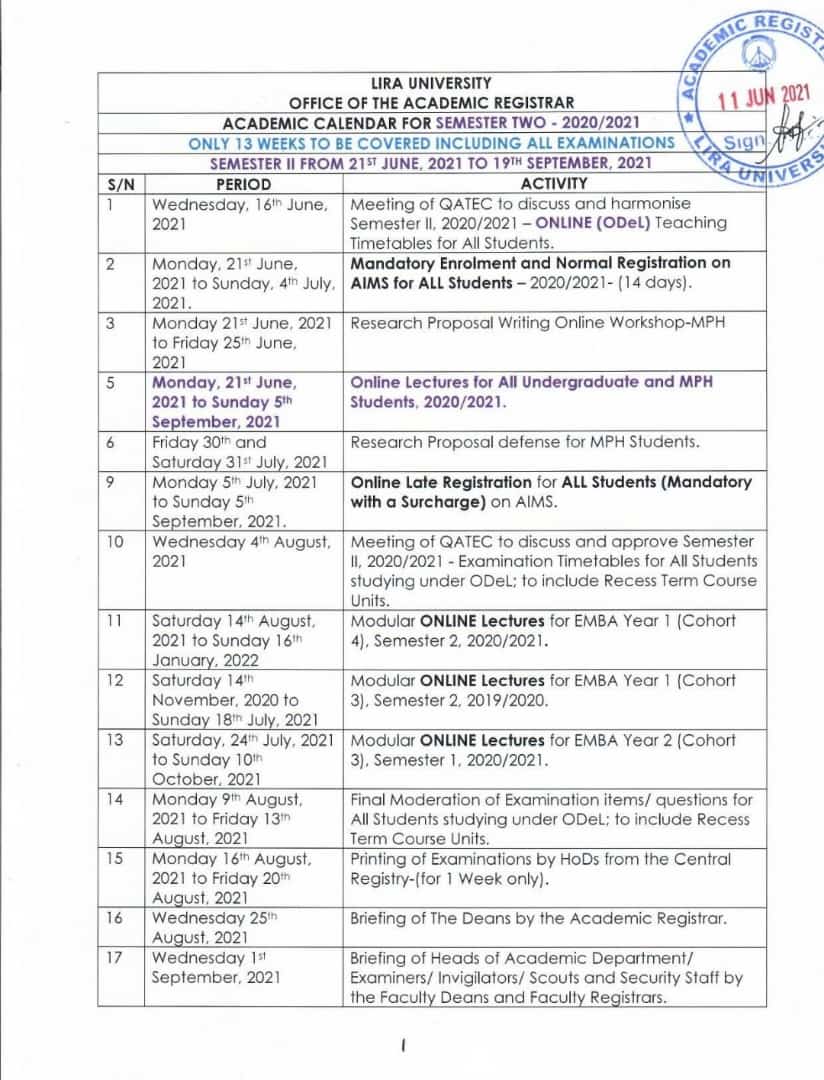 ACADEMIC REGIST
11 JUN 2021
Sign
LIRA UNIVERS
LIRA UNIVERSITY
OFFICE OF THE ACADEMIC REGISTRAR
ACADEMIC CALENDAR FOR SEMESTER TWO - 2020/2021
ONLY 13 WEEKS TO BE COVERED INCLUDING ALL EXAMINATIONS
SEMESTER II FROM 21ST JUNE, 2021 TO 19TH SEPTEMBER, 2021
S/N PERIOD ACTIVITY
1 Wednesday, 16th June, Meeting of QATEC to discuss and harmonise
2021 Semester II, 2020/2021 – ONLINE (ODeL) Teaching
Timetables for All Students.
2 Monday, 21st June, Mandatory Enrolment and Normal Registration on
2021 to Sunday, 4th July, AIMS for ALL Students – 2020/2021- (14 days).
2021.
3 Monday 21st June, 2021 Research Proposal Writing Online Workshop-MPH
to Friday 25th June,
2021
5 Monday, 21st June, Online Lectures for All Undergraduate and MPH
2021 to Sunday 5th Students, 2020/2021.
September, 2021
6 Friday 30th and Research Proposal defense for MPH Students.
Saturday 31st July, 2021
9 Monday 5th July, 2021 Online Late Registration for ALL Students (Mandatory
to Sunday 5th with a Surcharge) on AIMS.
September, 2021.
10 Wednesday 4th August, Meeting of QATEC to discuss and approve Semester
2021 II, 2020/2021 - Examination Timetables for All Students
studying under ODeL; to include Recess Term Course
Units.
11 Saturday 14th August, Modular ONLINE Lectures for EMBA Year 1 (Cohort
2021 to Sunday 16th 4), Semester 2, 2020/2021.
January, 2022
12 Saturday 14th Modular ONLINE Lectures for EMBA Year 1 (Cohort
November, 2020 to 3), Semester 2, 2019/2020.
Sunday 18th July, 2021
13 Saturday, 24th July, 2021 Modular ONLINE Lectures for EMBA Year 2 (Cohort
to Sunday 10th 3), Semester 1, 2020/2021.
October, 2021
14 Monday 9th August, Final Moderation of Examination items/ questions for
2021 to Friday 13th All Students studying under ODeL; to include Recess
August, 2021 Term Course Units.
15 Monday 16th August, Printing of Examinations by HoDs from the Central
2021 to Friday 20th Registry-(for 1 Week only).
August, 2021
16 Wednesday 25th Briefing of The Deans by the Academic Registrar.
August, 2021
17 Wednesday 1st Briefing of Heads of Academic Department/
September, 2021 Examiners/ Invigilators/ Scouts and Security Staff by
the Faculty Deans and Faculty Registrars.
1